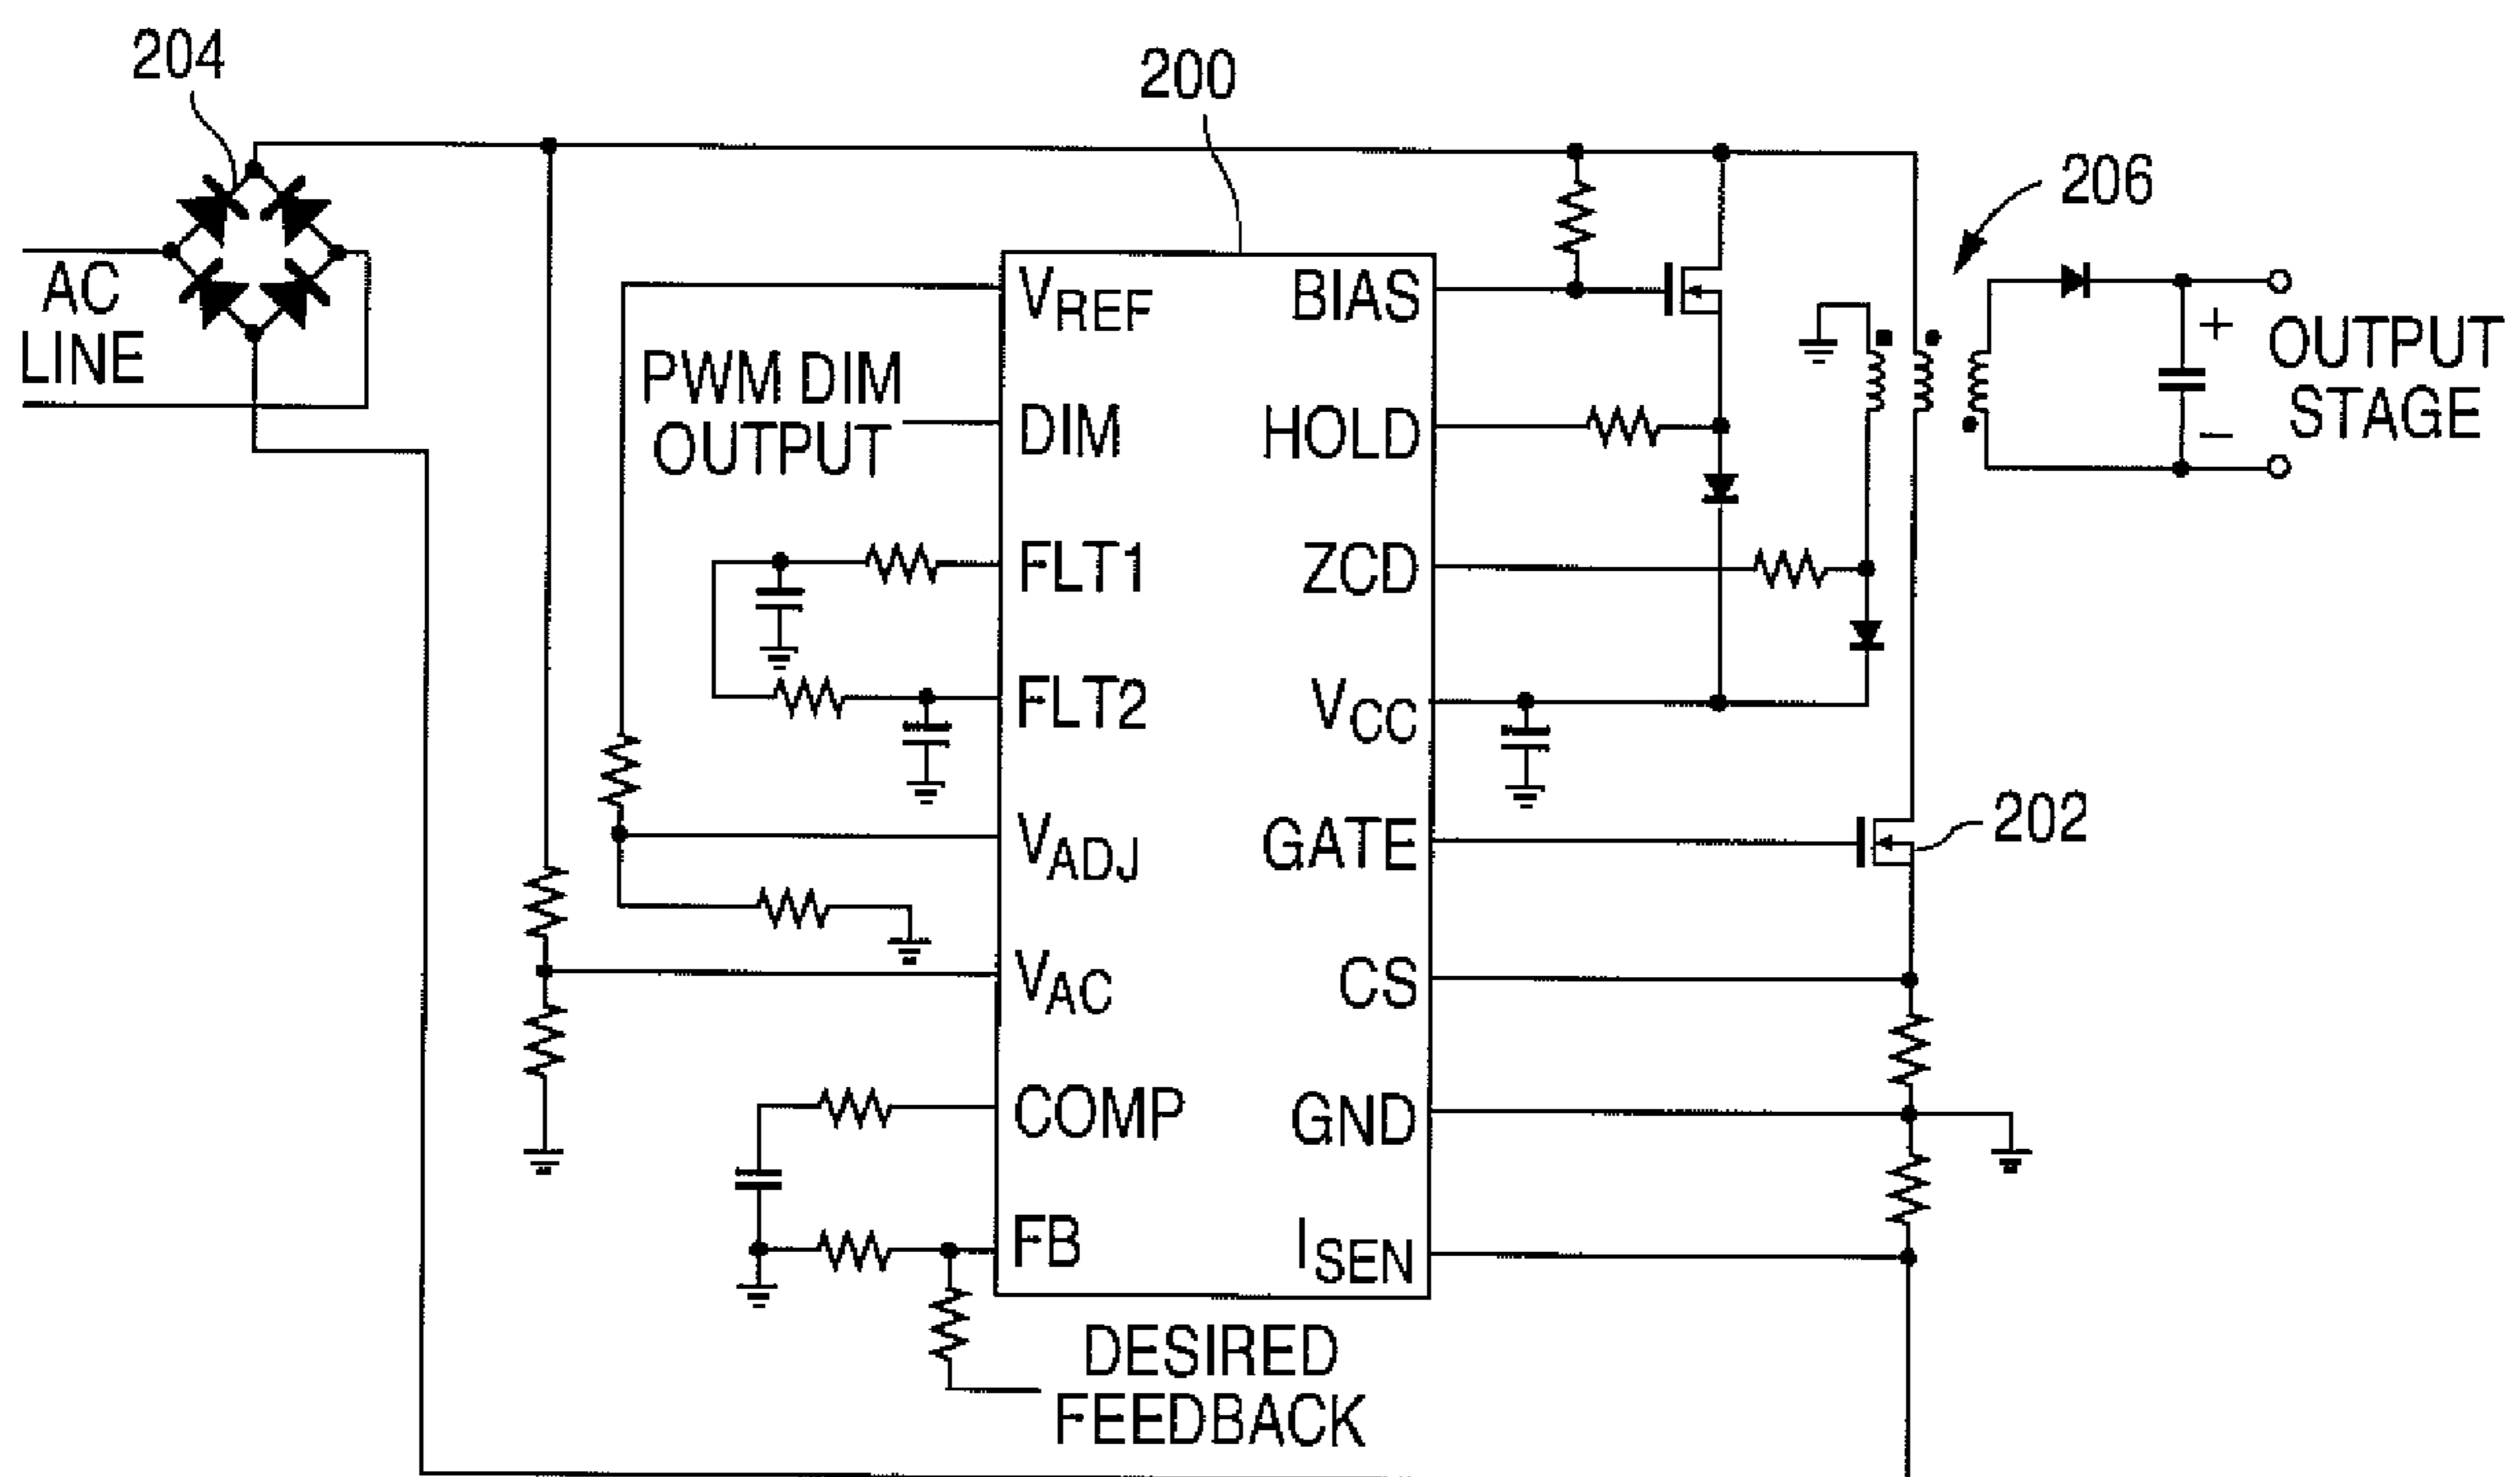 204
200
206
AC
LINE
VREF
BIAS
PWM DIM
OUTPUT
DIM
HOLD
+
OUTPUT
STAGE
−
FLT1
ZCD
FLT2
VCC
VADJ
GATE
202
VAC
CS
COMP
GND
FB
ISEN
DESIRED
FEEDBACK